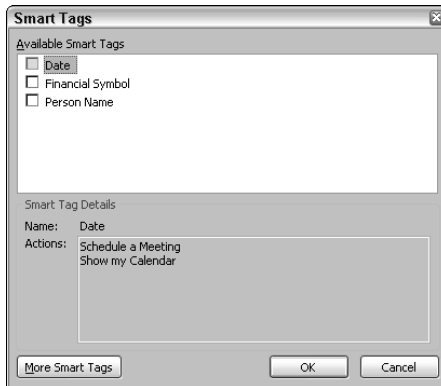 Smart Tags
Available Smart Tags
Date
Financial Symbol
Person Name
Smart Tag Details
Name: Date
Actions: Schedule a Meeting
Show my Calendar
More Smart Tags OK Cancel